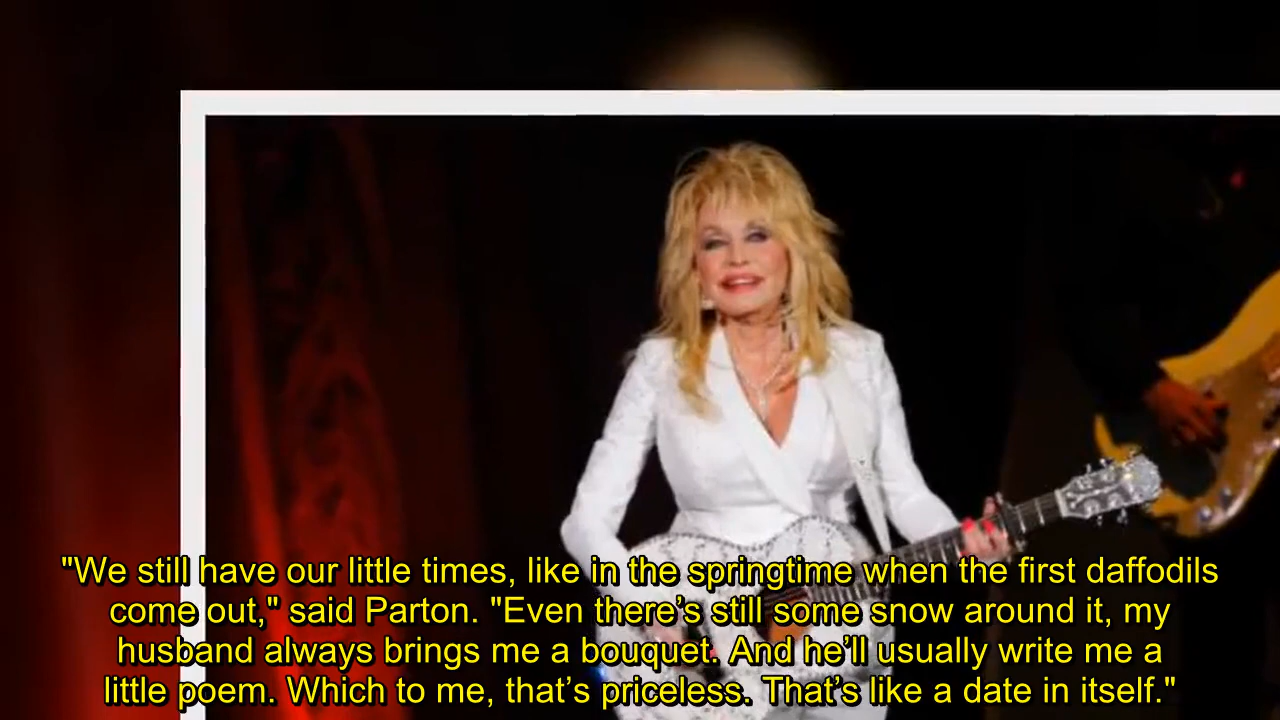 "We still have our little times, like in the springtime when the first daffodils
come out," said Parton. "Even there’s still some snow around it, my
husband always brings me a bouquet. And he’ll usually write me a
little poem. Which to me, that’s priceless. That’s like a date in itself."